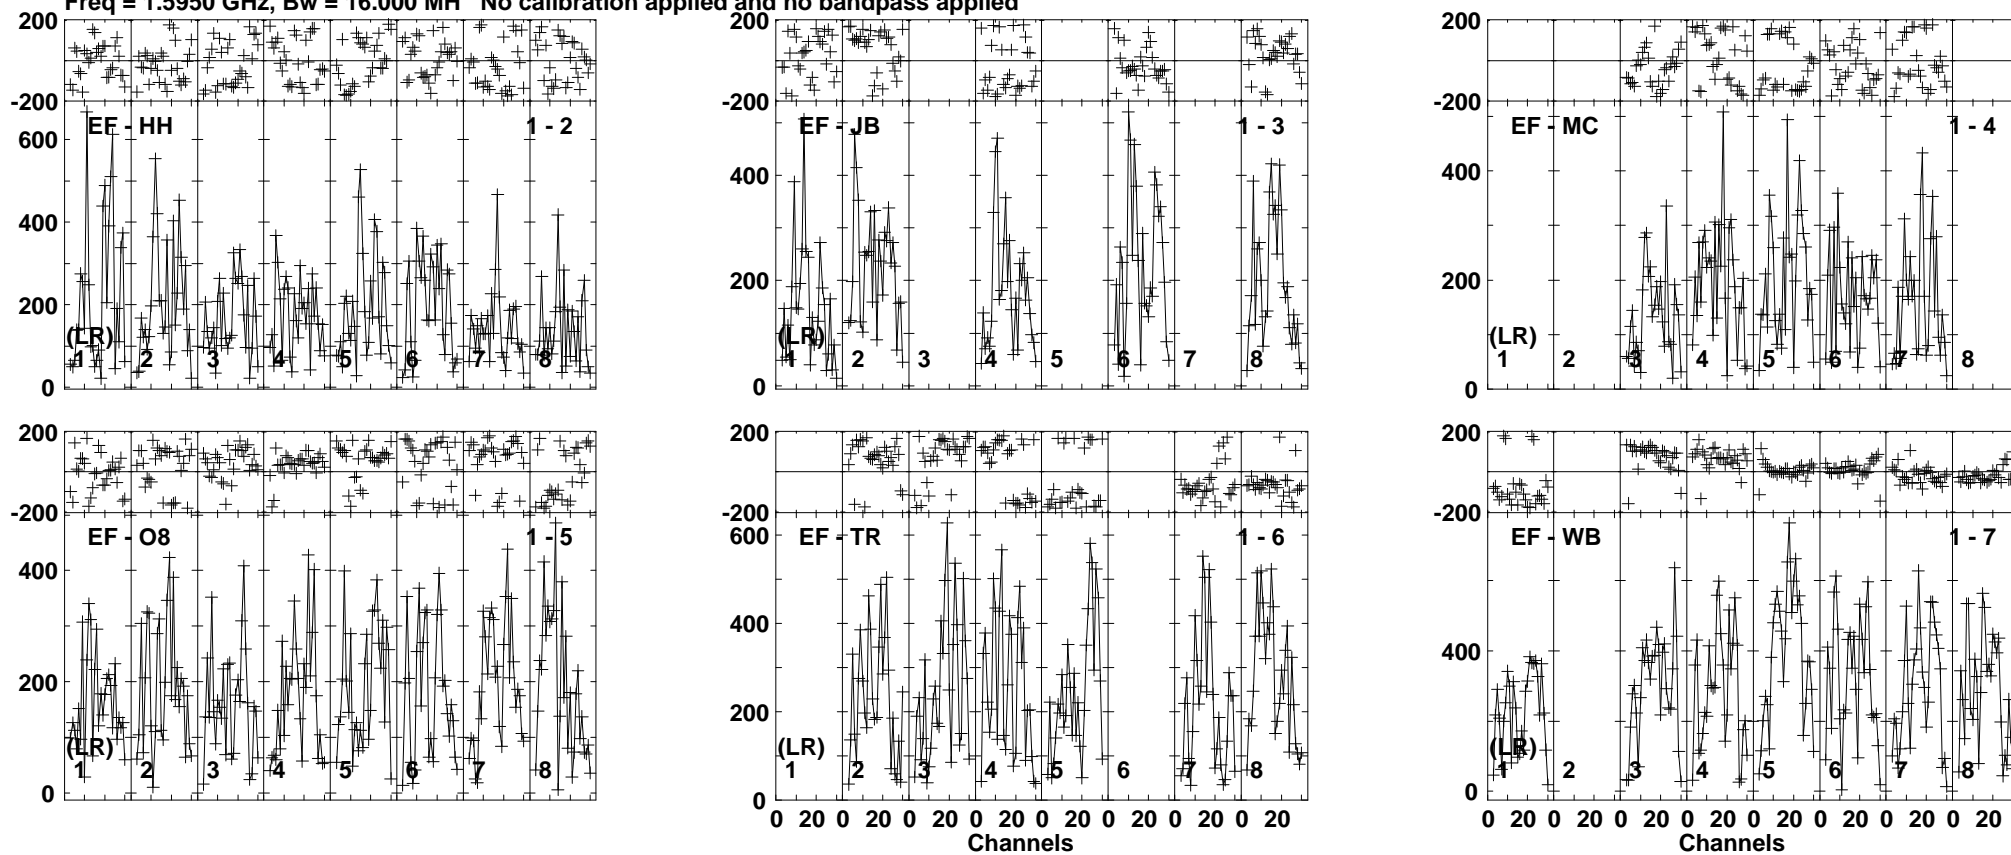 Freq = 1.5950 GHz, Bw = 16.000 MH No calibration applied and no bandpass applied
200
-200
EF - HH 1 - 2
600
400
200
0
(LR)
1 2 3 4 5 6 7 8
200
-200
EF - JB 1 - 3
400
200
0
(LR)
1 2 3 4 5 6 7 8
200
-200
EF - MC 1 - 4
400
200
0
(LR)
1 2 3 4 5 6 7 8
200
-200
EF - O8 1 - 5
400
200
0
(LR)
1 2 3 4 5 6 7 8
200
-200
EF - TR 1 - 6
600
400
200
0
(LR)
1 2 3 4 5 6 7 8
0 20 0 20 0 20 0 20 0 20 0 20 0 20 0 20
Channels
200
-200
EF - WB 1 - 7
400
0
(LR)
1 2 3 4 5 6 7 8
0 20 0 20 0 20 0 20 0 20 0 20 0 20 0 20
Channels